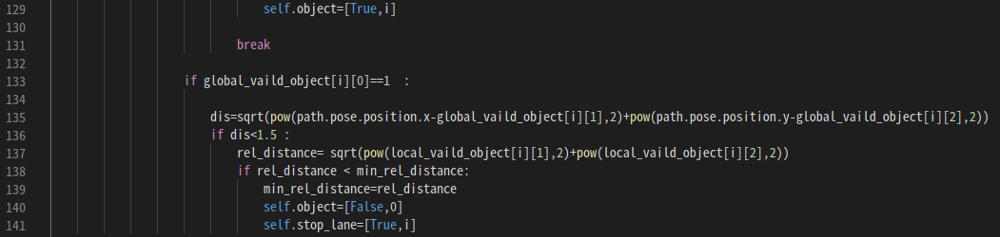 129 self.object=[True,i]
130
131 break
132
133 if global_vaild_object[i][0]==1  :
134
135 dis=sqrt(pow(path.pose.position.x-global_vaild_object[i][1],2)+pow(path.pose.position.y-global_vaild_object[i][2],2))
136 if dis<1.5 :
137 rel_distance= sqrt(pow(local_vaild_object[i][1],2)+pow(local_vaild_object[i][2],2))
138 if rel_distance < min_rel_distance:
139 min_rel_distance=rel_distance
140 self.object=[False,0]
141 self.stop_lane=[True,i]